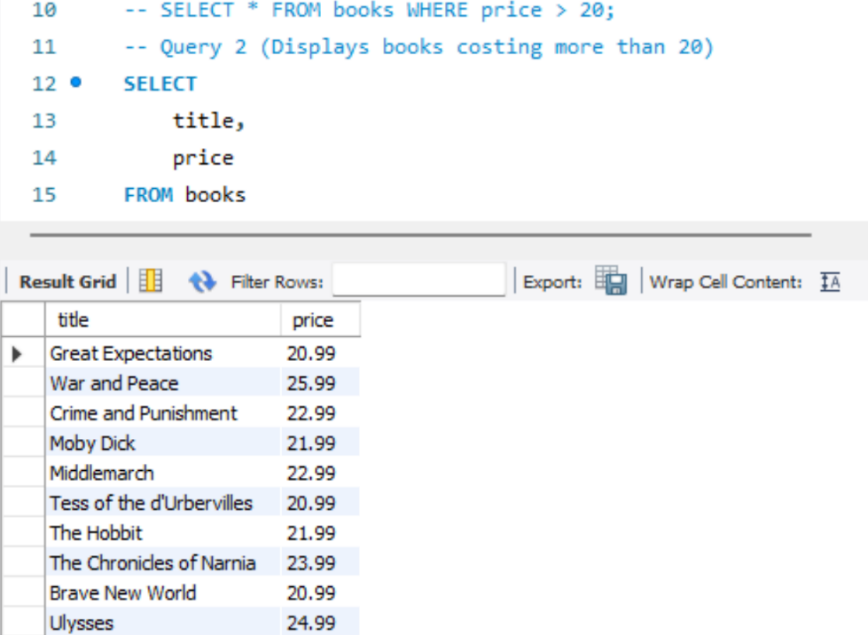 10 -- SELECT * FROM books WHERE price > 20;
11 -- Query 2 (Displays books costing more than 20)
12 SELECT
13 title,
14 price
15 FROM books
Result Grid Filter Rows: Export: Wrap Cell Content:
title price
Great Expectations 20.99
War and Peace 25.99
Crime and Punishment 22.99
Moby Dick 21.99
Middlemarch 22.99
Tess of the d'Urbervilles 20.99
The Hobbit 21.99
The Chronicles of Narnia 23.99
Brave New World 20.99
Ulysses 24.99